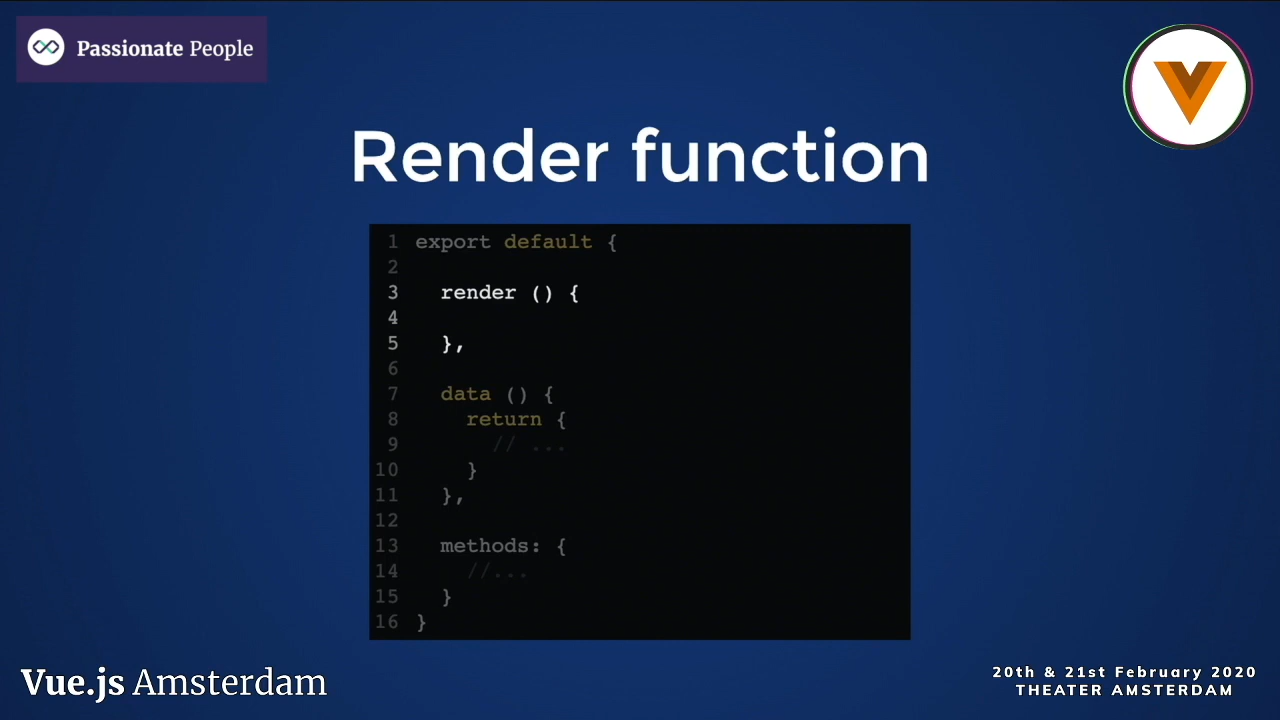 Passionate People
Render function
1 export default {
2
3   render () {
4
5   },
6
7   data () {
8     return {
9       // ...
10     }
11   },
12
13   methods: {
14     //...
15   }
16 }
Vue.js Amsterdam
20th & 21st February 2020
THEATER AMSTERDAM